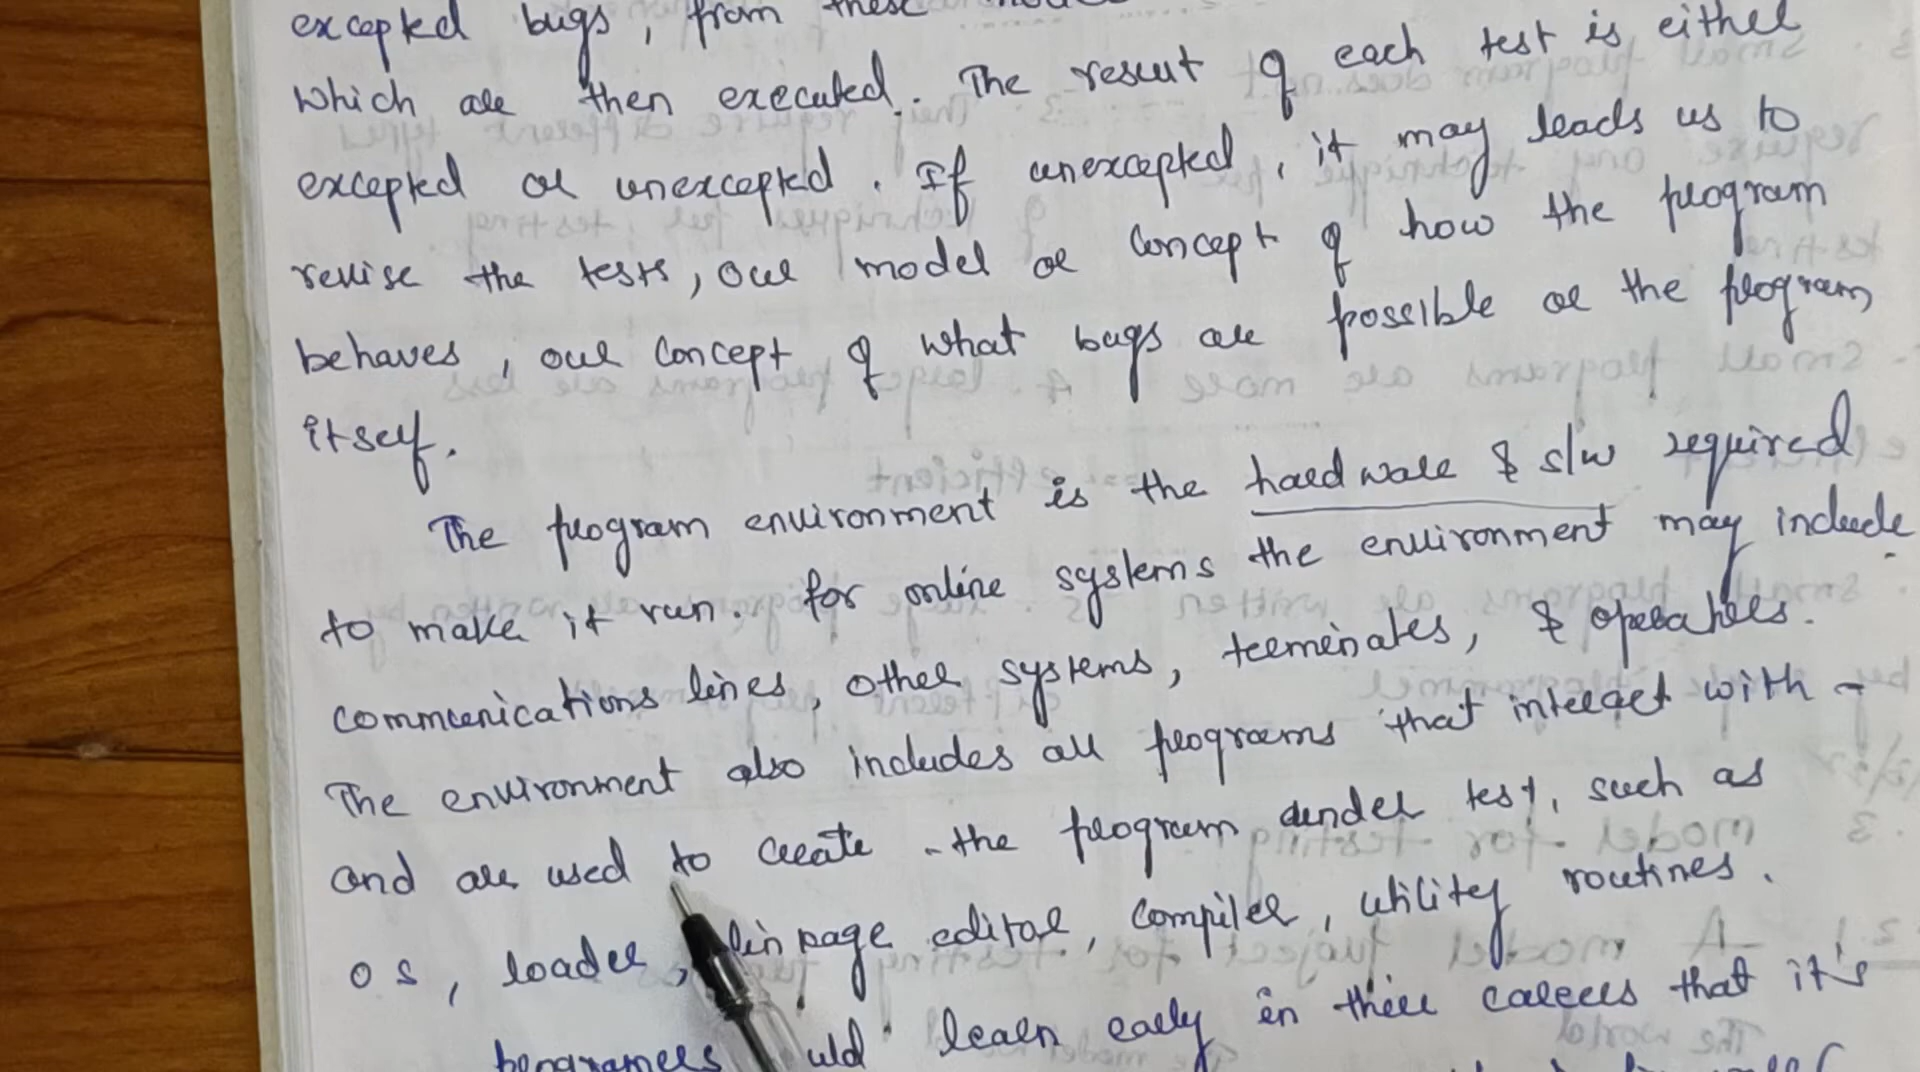 excepted bugs, from these
which are then executed. The result of each test is either
excepted or unexcepted. If unexcepted, it may leads us to
revise the tests, our model or concept of how the program
behaves, our concept of what bugs are possible or the program
itself.
The program environment is the hardware & s/w required
to make it run. for online systems the environment may include
communications lines, other systems, terminates, & operators.
The environment also includes all programs that interact with -
and are used to create the program under test, such as
OS, loader, linpage editor, compiler, utility routines.
programers learn early in their careers that it's